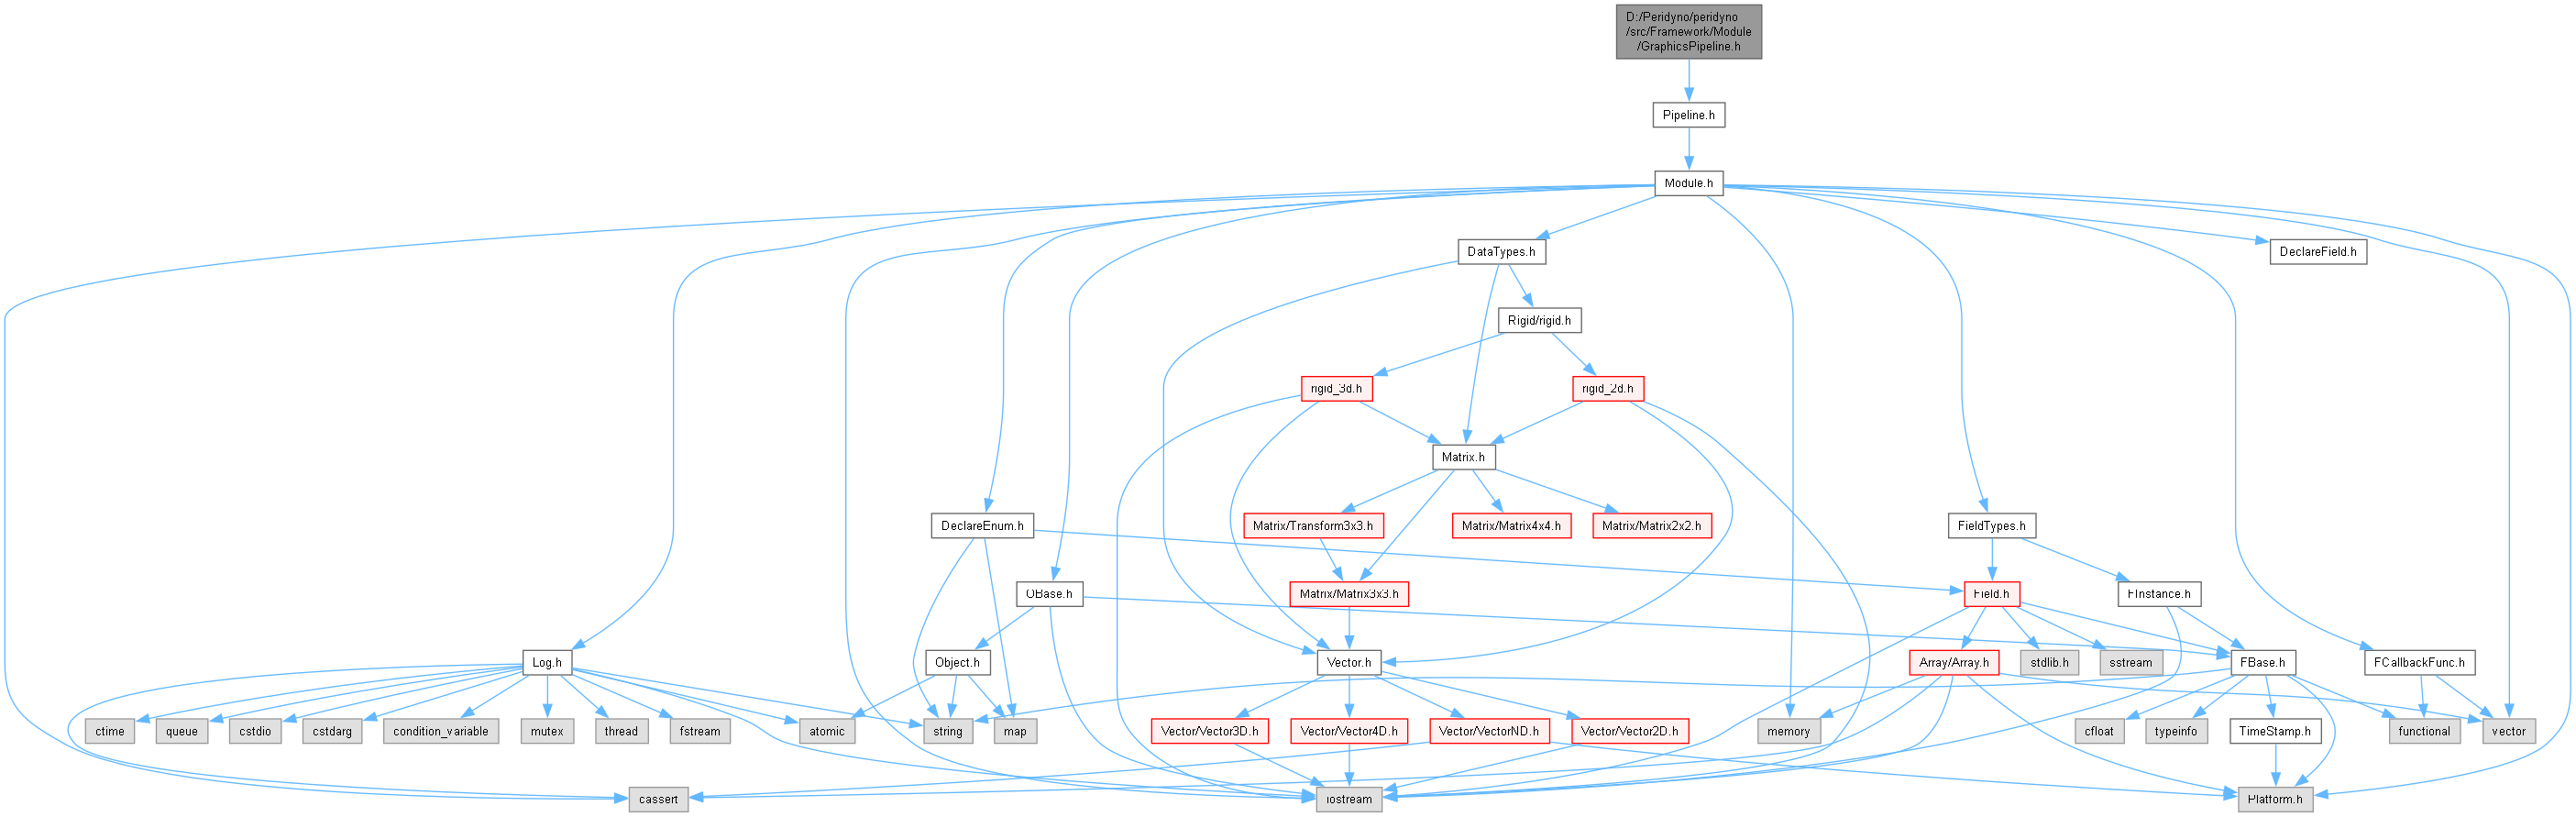 D:/Peridyno/peridyno
/src/Framework/Module
/GraphicsPipeline.h
Pipeline.h
Module.h
DataTypes.h
DeclareField.h
Rigid/rigid.h
rigid_3d.h
rigid_2d.h
Matrix.h
DeclareEnum.h
Matrix/Transform3x3.h
Matrix/Matrix4x4.h
Matrix/Matrix2x2.h
FieldTypes.h
OBase.h
Matrix/Matrix3x3.h
Field.h
FInstance.h
Log.h
Object.h
Vector.h
Array/Array.h
stdlib.h
sstream
FBase.h
FCallbackFunc.h
ctime
queue
cstdio
cstdarg
condition_variable
mutex
thread
fstream
atomic
string
map
Vector/Vector3D.h
Vector/Vector4D.h
Vector/VectorND.h
Vector/Vector2D.h
memory
cfloat
typeinfo
TimeStamp.h
functional
vector
cassert
iostream
Platform.h